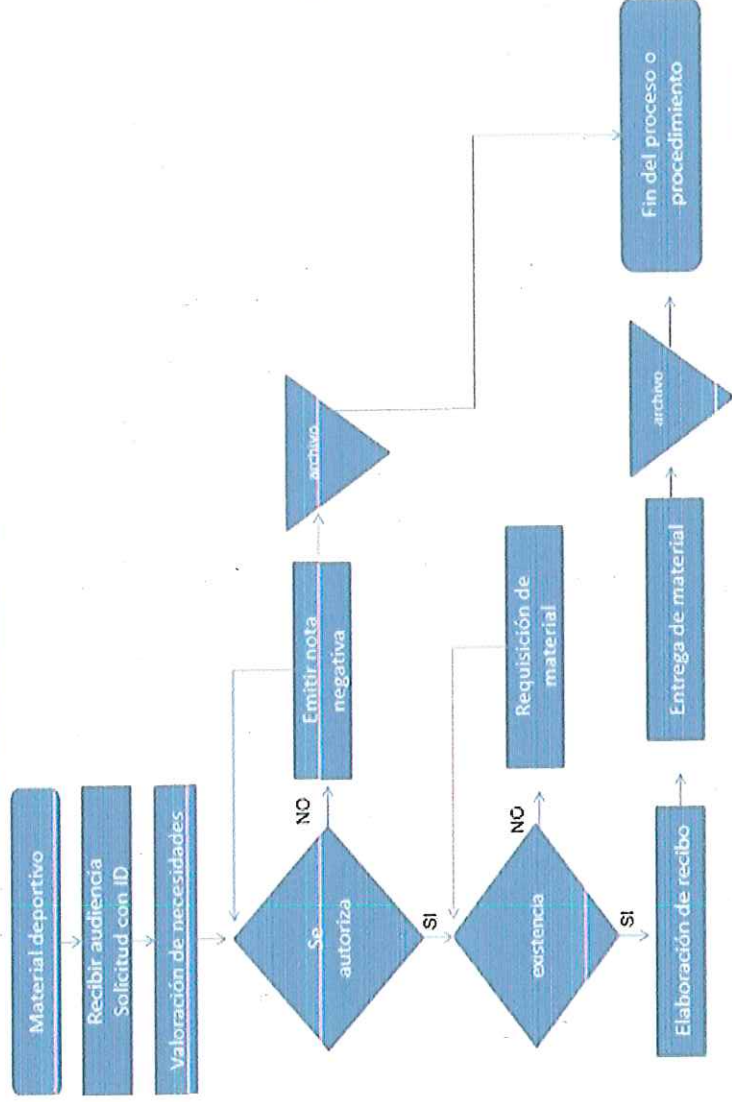 Material deportivo
Recibir audiencia
Solicitud con ID
Valoración de necesidades
Se
autoriza
NO
Emitir nota
negativa
archivo
SI
existencia
NO
Requisición de
material
SI
Elaboración de recibo
Entrega de material
archivo
Fin del proceso o
procedimiento